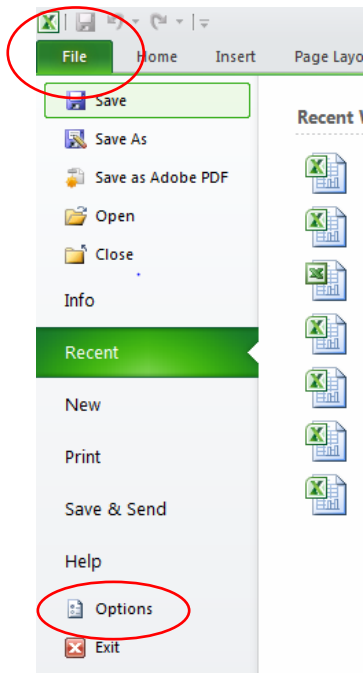 File Home Insert Page Layo
Save
Recent
Save As
Save as Adobe PDF
Open
Close
Info
Recent
New
Print
Save & Send
Help
Options
Exit